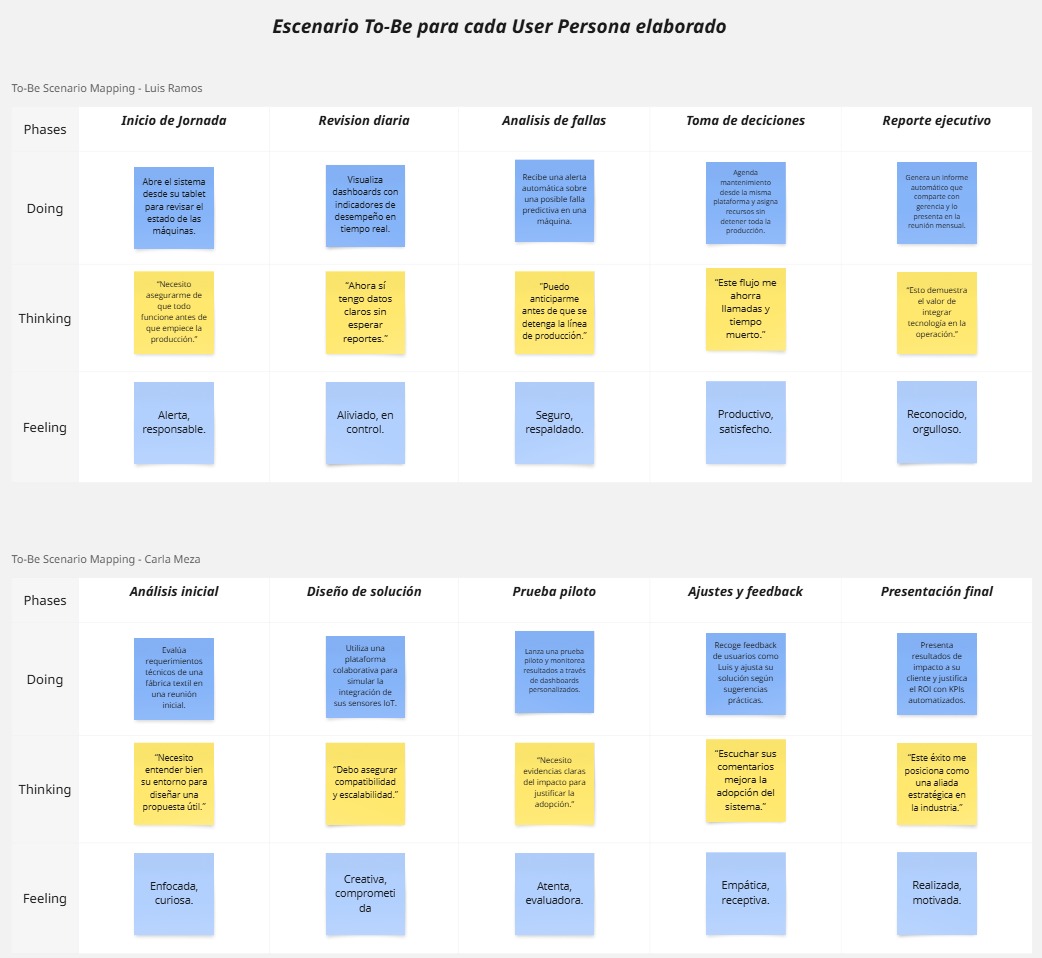 Escenario To-Be para cada User Persona elaborado
To-Be Scenario Mapping - Luis Ramos
Phases
Inicio de Jornada
Revision diaria
Analisis de fallas
Toma de deciciones
Reporte ejecutivo
Doing
Abre el sistema
desde su tablet
para revisar el
estado de las
máquinas.
Visualiza
dashboards con
indicadores de
desempeño en
tiempo real.
Recibe una alerta
automática sobre
una posible falla
predictiva en una
máquina.
Agenda
mantenimiento
desde la misma
plataforma y asigna
recursos sin
detener toda la
producción.
Genera un informe
automático que
comparte con
gerencia y lo
presenta en la
reunión mensual.
Thinking
“Necesito
asegurarme de
que todo
funcione antes de
que empiece la
producción.”
“Ahora sí
tengo datos
claros sin
esperar
reportes.”
“Puedo
anticiparme
antes de que se
detenga la línea
de producción.”
“Este flujo me
ahorra
llamadas y
tiempo
muerto.”
“Esto demuestra
el valor de
integrar
tecnología en la
operación.”
Feeling
Alerta,
responsable.
Aliviado, en
control.
Seguro,
respaldado.
Productivo,
satisfecho.
Reconocido,
orgulloso.
To-Be Scenario Mapping - Carla Meza
Phases
Análisis inicial
Diseño de solución
Prueba piloto
Ajustes y feedback
Presentación final
Doing
Evalúa
requerimientos
técnicos de una
fábrica textil en
una reunión
inicial.
Utiliza una
plataforma
colaborativa para
simular la
integración de
sus sensores IoT.
Lanza una prueba
piloto y monitorea
resultados a través
de dashboards
personalizados.
Recoge feedback
de usuarios como
Luis y ajusta su
solución según
sugerencias
prácticas.
Presenta
resultados de
impacto a su
cliente y justifica
el ROI con KPIs
automatizados.
Thinking
“Necesito
entender bien
su entorno para
diseñar una
propuesta útil.”
“Debo asegurar
compatibilidad
y escalabilidad.”
“Necesito
evidencias claras
del impacto para
justificar la
adopción.”
“Escuchar sus
comentarios
mejora la
adopción del
sistema.”
“Este éxito me
posiciona como
una aliada
estratégica en
la industria.”
Feeling
Enfocada,
curiosa.
Creativa,
comprometi
da
Atenta,
evaluadora.
Empática,
receptiva.
Realizada,
motivada.